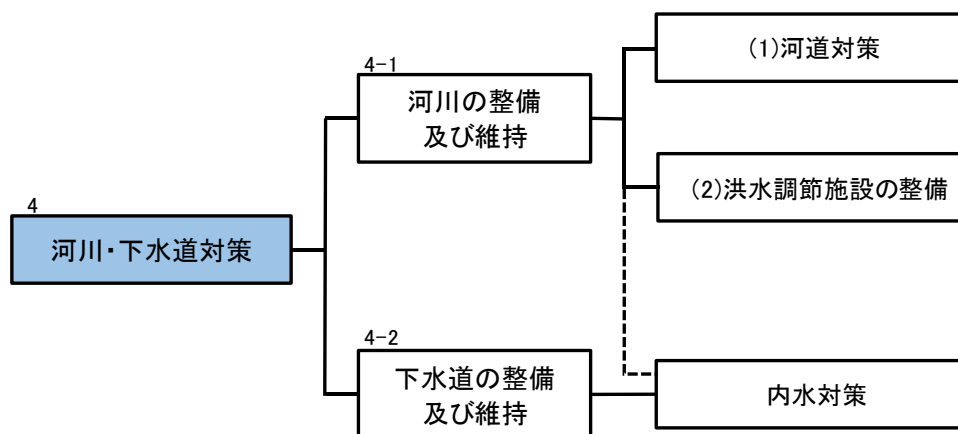 4
河川・下水道対策
4-1
河川の整備
及び維持
(1)河道対策
(2)洪水調節施設の整備
4-2
下水道の整備
及び維持
内水対策